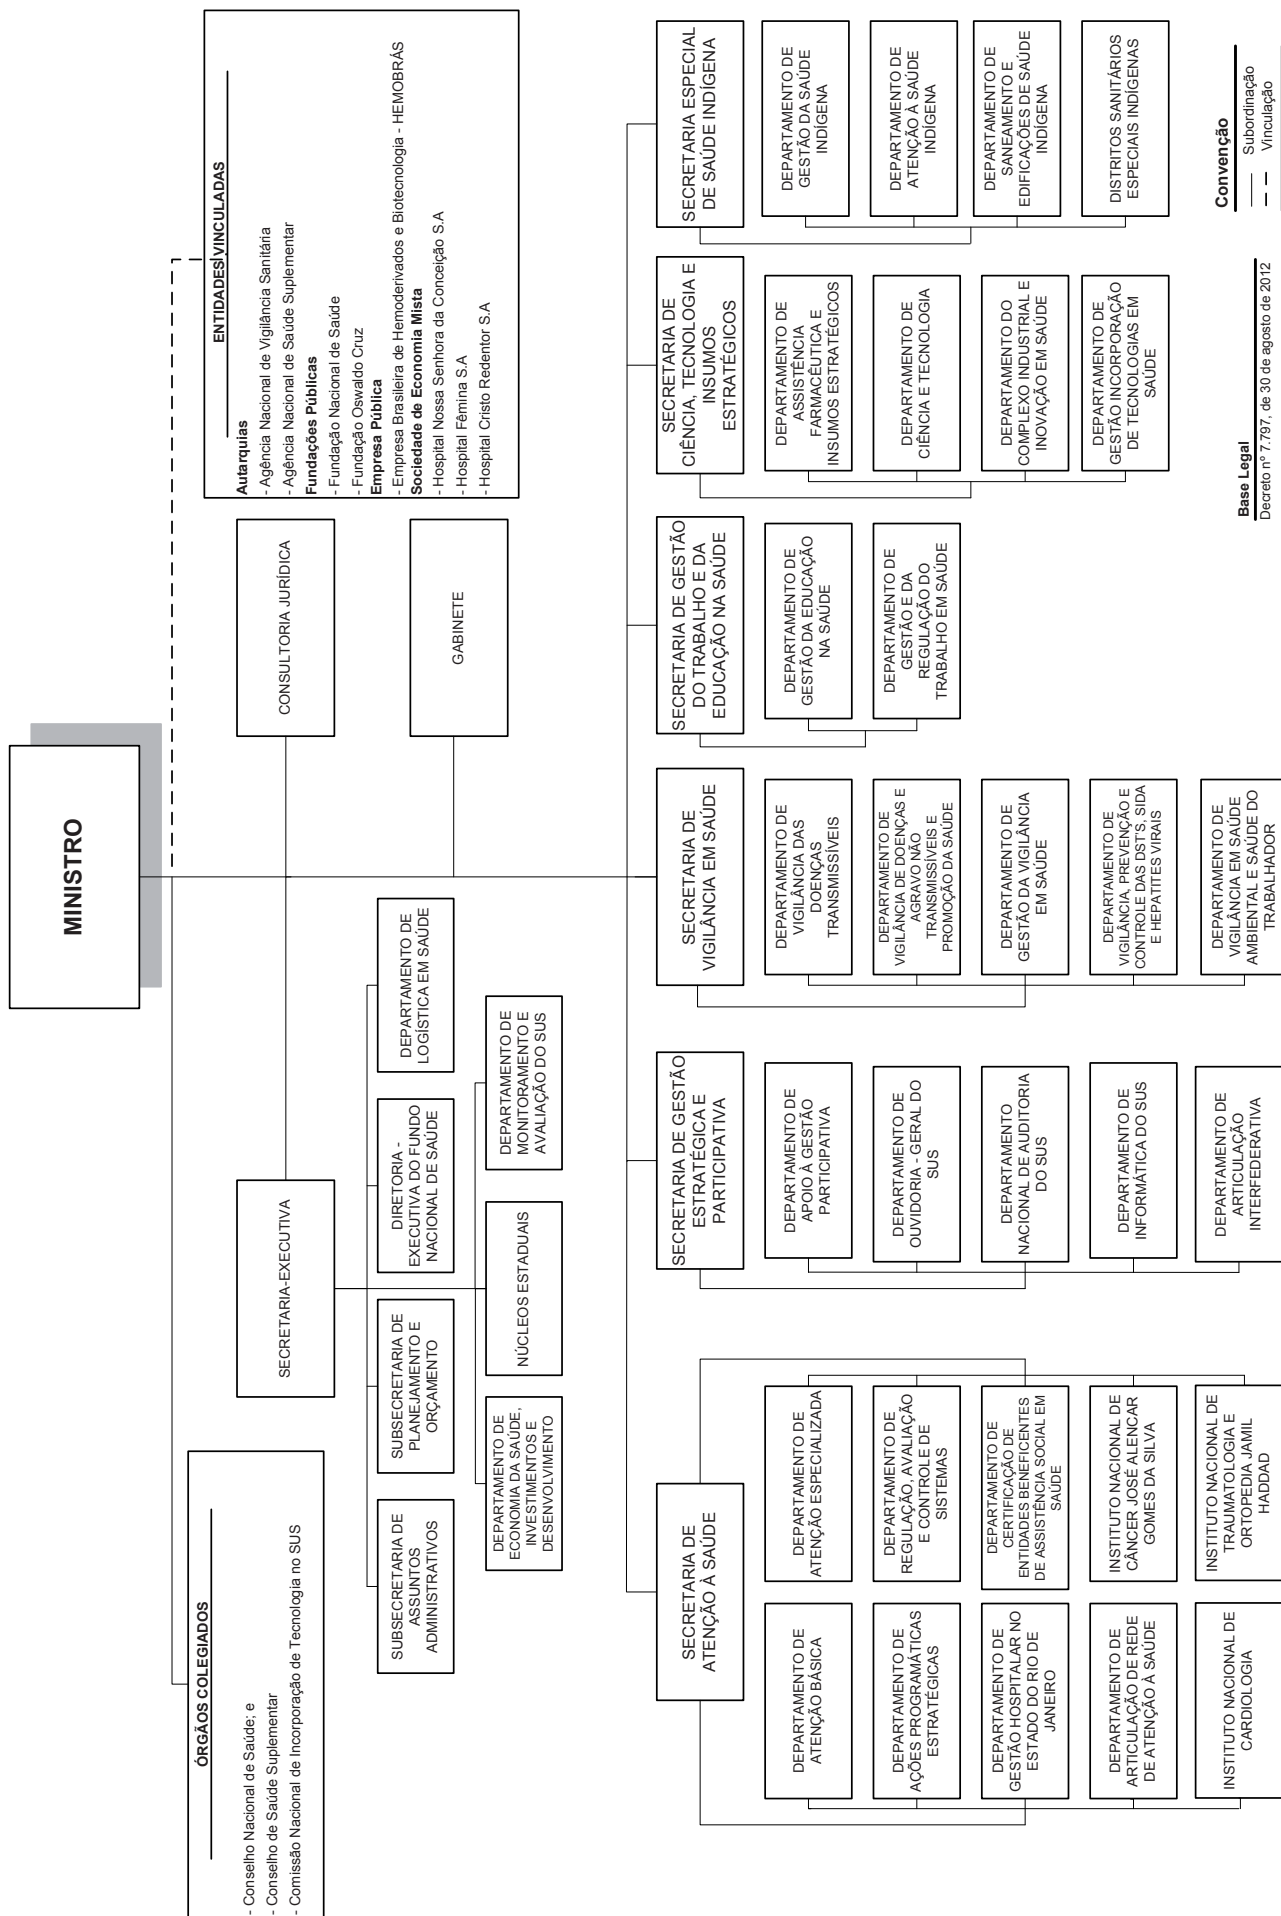 MINISTRO
ÓRGÃOS COLEGIADOS
- Conselho Nacional de Saúde; e
- Conselho de Saúde Suplementar
- Comissão Nacional de Incorporação de Tecnologia no SUS
ENTIDADES VINCULADAS
Autarquias
- Agência Nacional de Vigilância Sanitária
- Agência Nacional de Saúde Suplementar
Fundações Públicas
- Fundação Nacional de Saúde
- Fundação Oswaldo Cruz
Empresa Pública
- Empresa Brasileira de Hemoderivados e Biotecnologia - HEMOBRÁS
Sociedade de Economia Mista
- Hospital Nossa Senhora da Conceição S.A
- Hospital Fêmina S.A
- Hospital Cristo Redentor S.A
SECRETARIA-EXECUTIVA
CONSULTORIA JURÍDICA
GABINETE
SUBSECRETARIA DE
ASSUNTOS
ADMINISTRATIVOS
SUBSECRETARIA DE
PLANEJAMENTO E
ORÇAMENTO
DIRETORIA -
EXECUTIVA DO FUNDO
NACIONAL DE SAÚDE
DEPARTAMENTO DE
LOGÍSTICA EM SAÚDE
DEPARTAMENTO DE
ECONOMIA DA SAÚDE,
INVESTIMENTOS E
DESENVOLVIMENTO
NÚCLEOS ESTADUAIS
DEPARTAMENTO DE
MONITORAMENTO E
AVALIAÇÃO DO SUS
SECRETARIA DE
ATENÇÃO À SAÚDE
DEPARTAMENTO DE
ATENÇÃO BÁSICA
DEPARTAMENTO DE
AÇÕES PROGRAMÁTICAS
ESTRATÉGICAS
DEPARTAMENTO DE
GESTÃO HOSPITALAR NO
ESTADO DO RIO DE
JANEIRO
DEPARTAMENTO DE
ARTICULAÇÃO DE REDE
DE ATENÇÃO À SAÚDE
INSTITUTO NACIONAL DE
CARDIOLOGIA
DEPARTAMENTO DE
ATENÇÃO ESPECIALIZADA
DEPARTAMENTO DE
REGULAÇÃO, AVALIAÇÃO
E CONTROLE DE
SISTEMAS
DEPARTAMENTO DE
CERTIFICAÇÃO DE
ENTIDADES BENEFICENTES
DE ASSISTÊNCIA SOCIAL EM
SAÚDE
INSTITUTO NACIONAL DE
CÂNCER JOSÉ ALENCAR
GOMES DA SILVA
INSTITUTO NACIONAL DE
TRAUMATOLOGIA E
ORTOPEDIA JAMIL
HADDAD
SECRETARIA DE GESTÃO
ESTRATÉGICA E
PARTICIPATIVA
DEPARTAMENTO DE
APOIO À GESTÃO
PARTICIPATIVA
DEPARTAMENTO DE
OUVIDORIA - GERAL DO
SUS
DEPARTAMENTO
NACIONAL DE AUDITORIA
DO SUS
DEPARTAMENTO DE
INFORMÁTICA DO SUS
DEPARTAMENTO DE
ARTICULAÇÃO
INTERFEDERATIVA
SECRETARIA DE
VIGILÂNCIA EM SAÚDE
DEPARTAMENTO DE
VIGILÂNCIA DAS
DOENÇAS
TRANSMISSÍVEIS
DEPARTAMENTO DE
VIGILÂNCIA DE DOENÇAS E
AGRAVO NÃO
TRANSMISSÍVEIS E
PROMOÇÃO DA SAÚDE
DEPARTAMENTO DE
GESTÃO DA VIGILÂNCIA
EM SAÚDE
DEPARTAMENTO DE
VIGILÂNCIA, PREVENÇÃO E
CONTROLE DAS DST'S, SIDA
E HEPATITES VIRAIS
DEPARTAMENTO DE
VIGILÂNCIA EM SAÚDE
AMBIENTAL E SAÚDE DO
TRABALHADOR
SECRETARIA DE GESTÃO
DO TRABALHO E DA
EDUCAÇÃO NA SAÚDE
DEPARTAMENTO DE
GESTÃO DA EDUCAÇÃO
NA SAÚDE
DEPARTAMENTO DE
GESTÃO E DA
REGULAÇÃO DO
TRABALHO EM SAÚDE
SECRETARIA DE
CIÊNCIA, TECNOLOGIA E
INSUMOS
ESTRATÉGICOS
DEPARTAMENTO DE
ASSISTÊNCIA
FARMACÊUTICA E
INSUMOS ESTRATÉGICOS
DEPARTAMENTO DE
CIÊNCIA E TECNOLOGIA
DEPARTAMENTO DO
COMPLEXO INDUSTRIAL E
INOVAÇÃO EM SAÚDE
DEPARTAMENTO DE
GESTÃO INCORPORAÇÃO
DE TECNOLOGIAS EM
SAÚDE
SECRETARIA ESPECIAL
DE SAÚDE INDÍGENA
DEPARTAMENTO DE
GESTÃO DA SAÚDE
INDÍGENA
DEPARTAMENTO DE
ATENÇÃO À SAÚDE
INDÍGENA
DEPARTAMENTO DE
SANEAMENTO E
EDIFICAÇÕES DE SAÚDE
INDÍGENA
DISTRITOS SANITÁRIOS
ESPECIAIS INDÍGENAS
Base Legal
Decreto nº 7.797, de 30 de agosto de 2012
Convenção
Subordinação
Vinculação